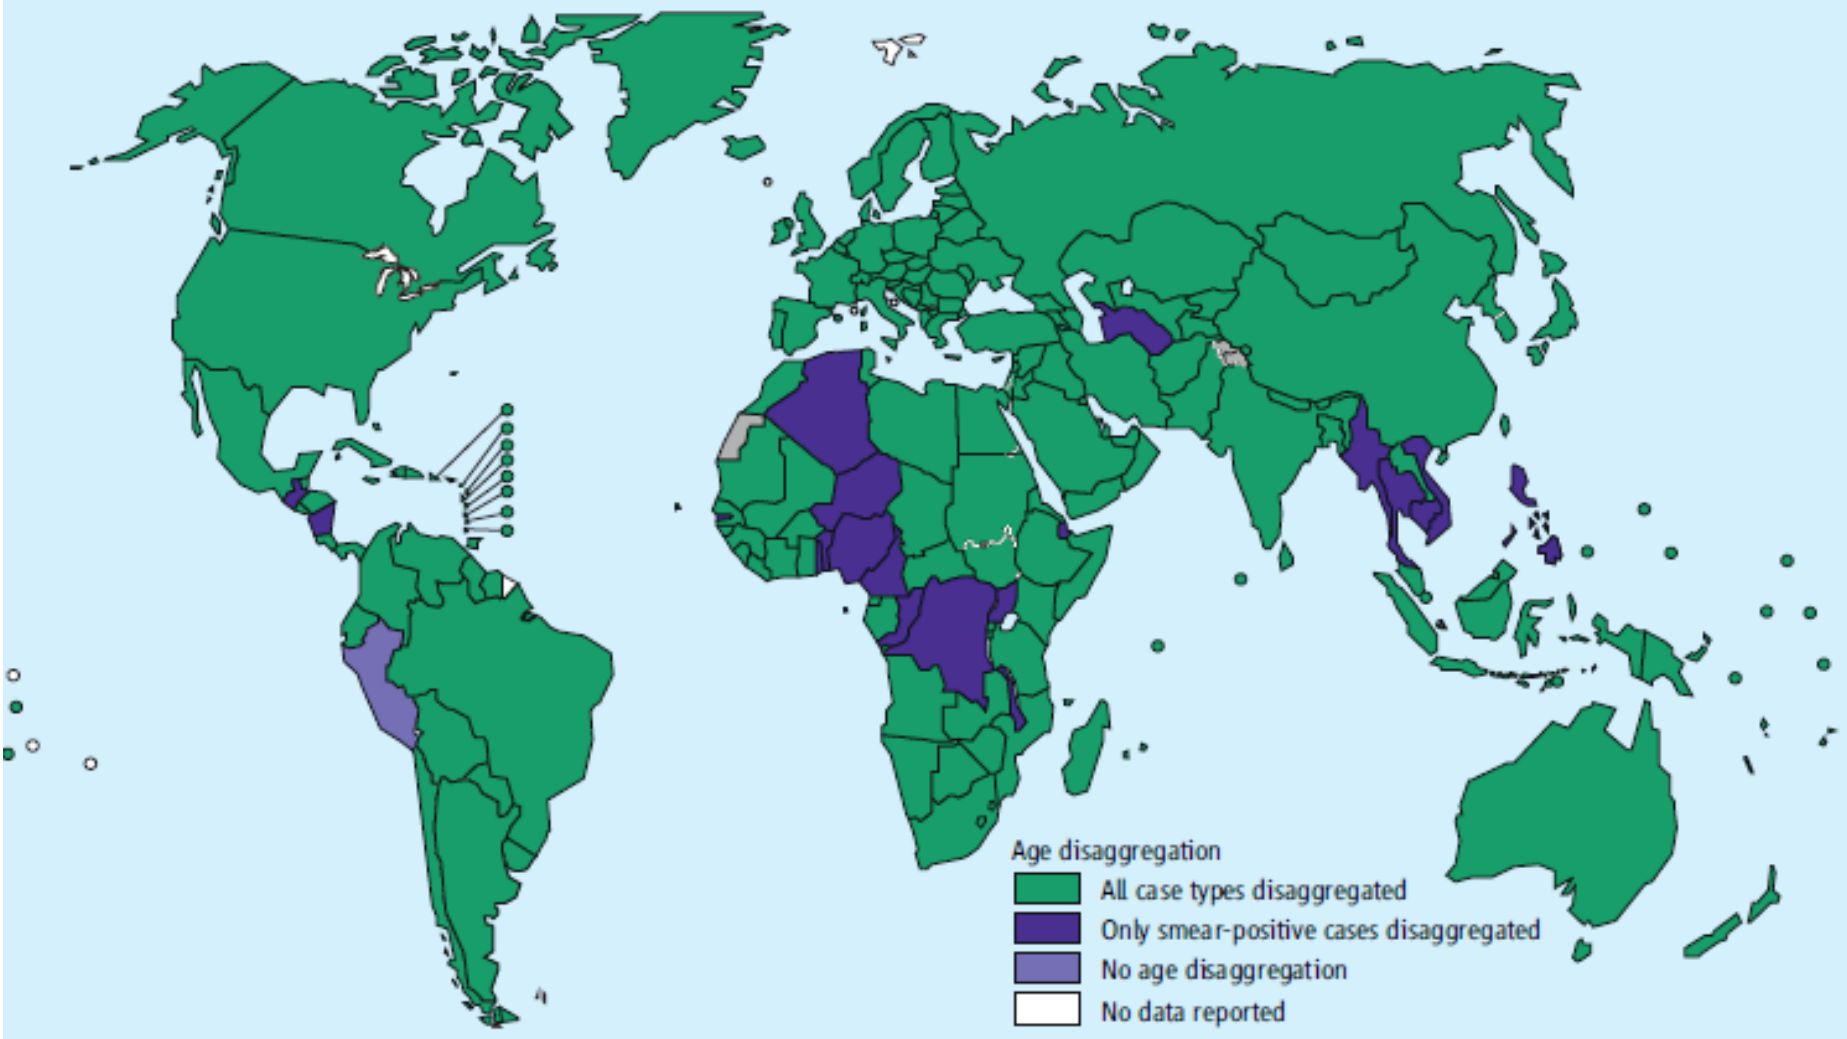 Age disaggregation
All case types disaggregated
Only smear-positive cases disaggregated
No age disaggregation
No data reported